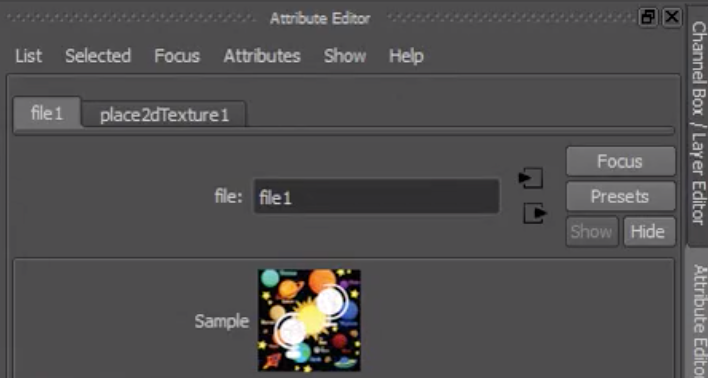 Attribute Editor
List Selected Focus Attributes Show Help
file1 place2dTexture1
Focus
file: file1
Presets
Show Hide
Sample
Channel Box / Layer Editor
Attribute Editor